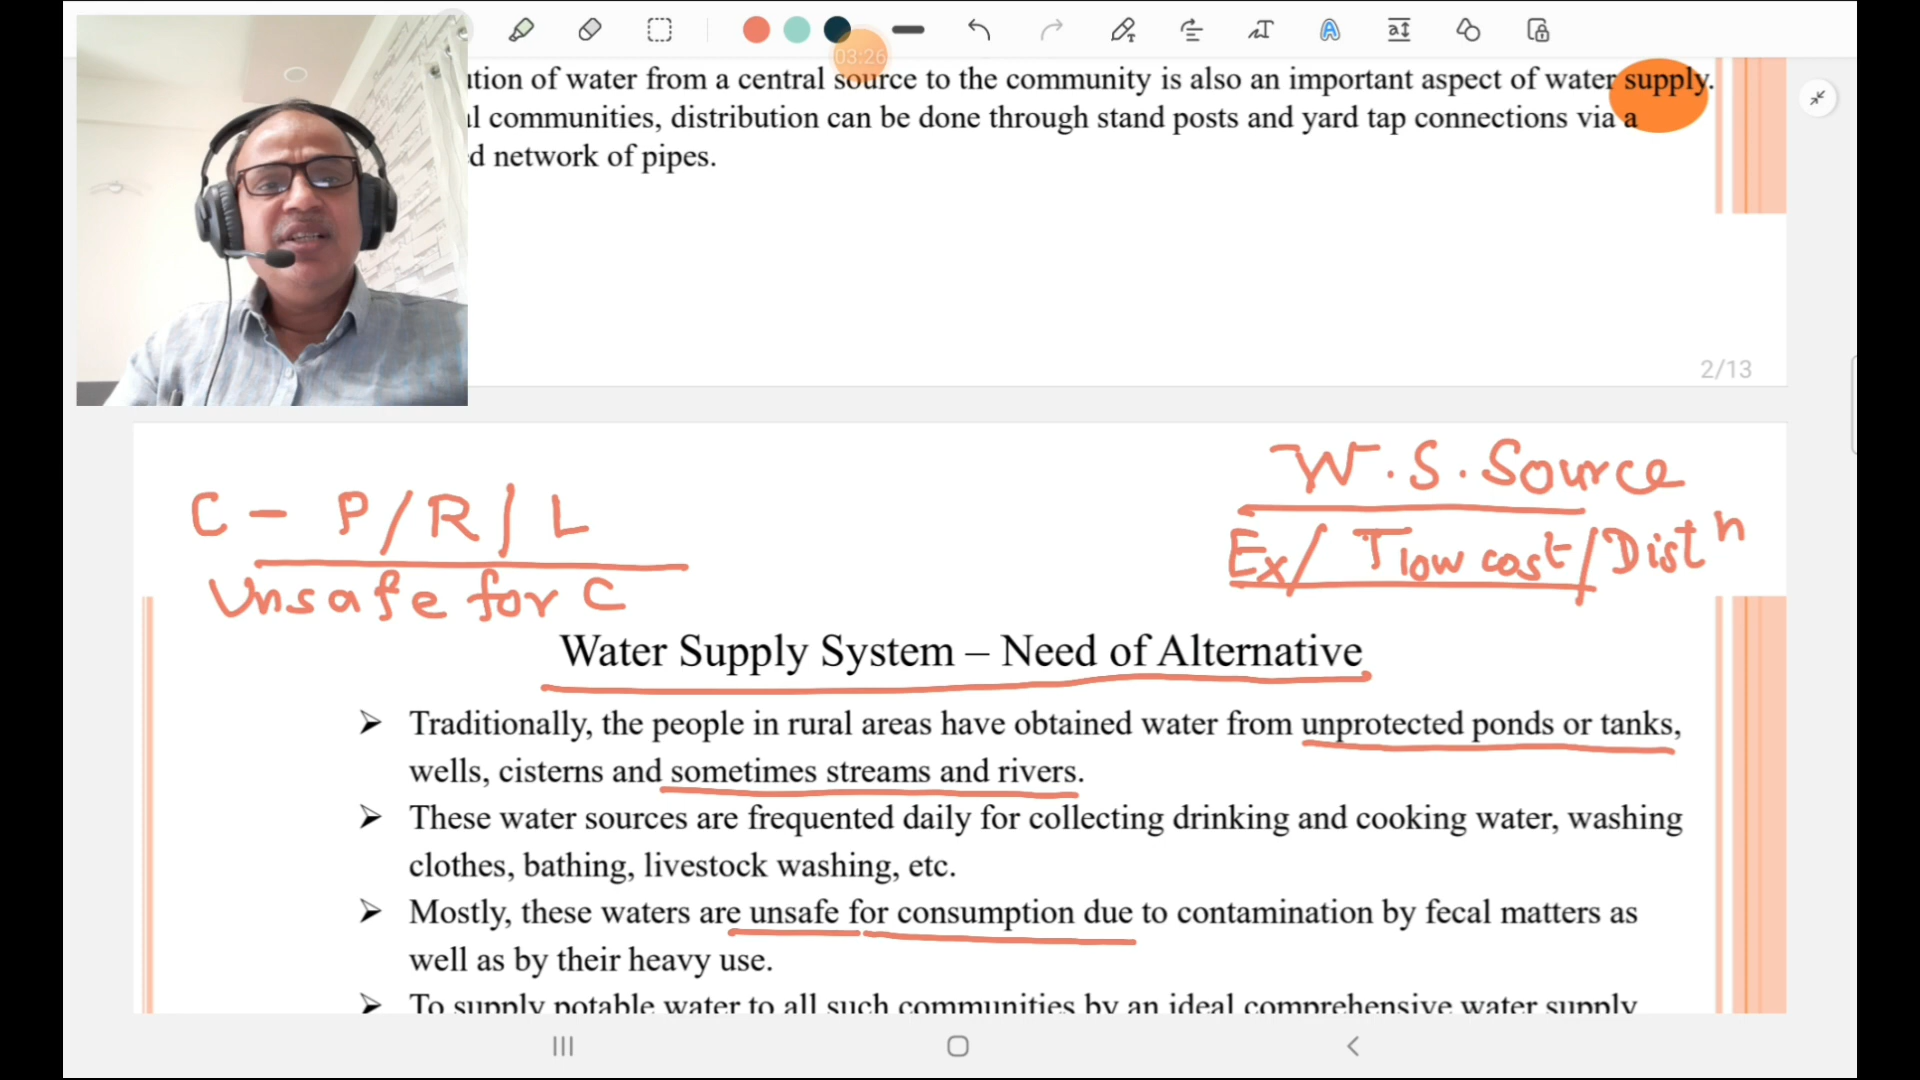 03:26
tion of water from a central source to the community is also an important aspect of water supply.
l communities, distribution can be done through stand posts and yard tap connections via a
d network of pipes.
2/13
W.S. Source
C - P/R/L
Ex/ T low cost/Dist n
Unsafe for C
Water Supply System – Need of Alternative
➤ Traditionally, the people in rural areas have obtained water from unprotected ponds or tanks,
wells, cisterns and sometimes streams and rivers.
➤ These water sources are frequented daily for collecting drinking and cooking water, washing
clothes, bathing, livestock washing, etc.
➤ Mostly, these waters are unsafe for consumption due to contamination by fecal matters as
well as by their heavy use.
➤ To supply potable water to all such communities by an ideal comprehensive water supply